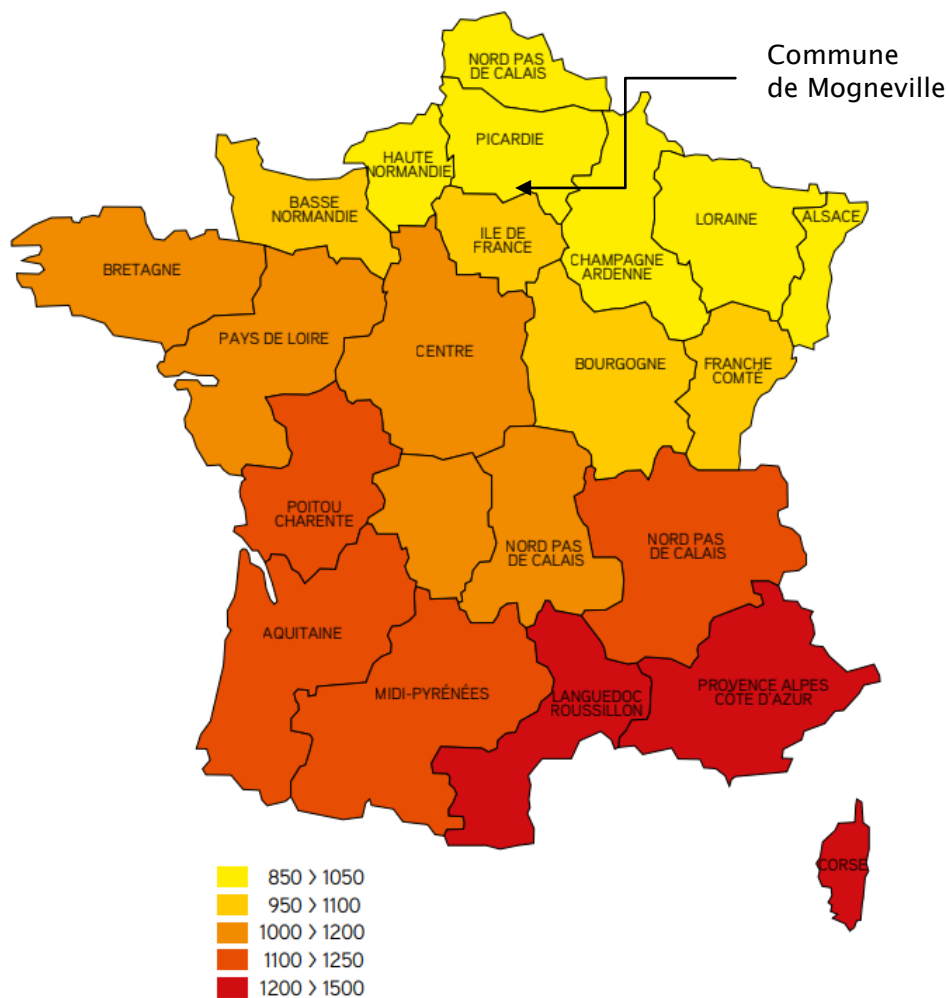 NORD PAS
DE CALAIS
Commune
de Mogneville
PICARDIE
HAUTE
NORMANDIE
BASSE
NORMANDIE
ILE DE
FRANCE
CHAMPAGNE
ARDENNE
LORAINE
ALSACE
BRETAGNE
PAYS DE LOIRE
CENTRE
BOURGOGNE
FRANCHE
COMTÉ
POITOU
CHARENTE
NORD PAS
DE CALAIS
NORD PAS
DE CALAIS
AQUITAINE
MIDI-PYRÉNÉES
LANGUEDOC
ROUSSILLON
PROVENCE ALPES
CÔTE D'AZUR
CORSE
850 > 1050
950 > 1100
1000 > 1200
1100 > 1250
1200 > 1500